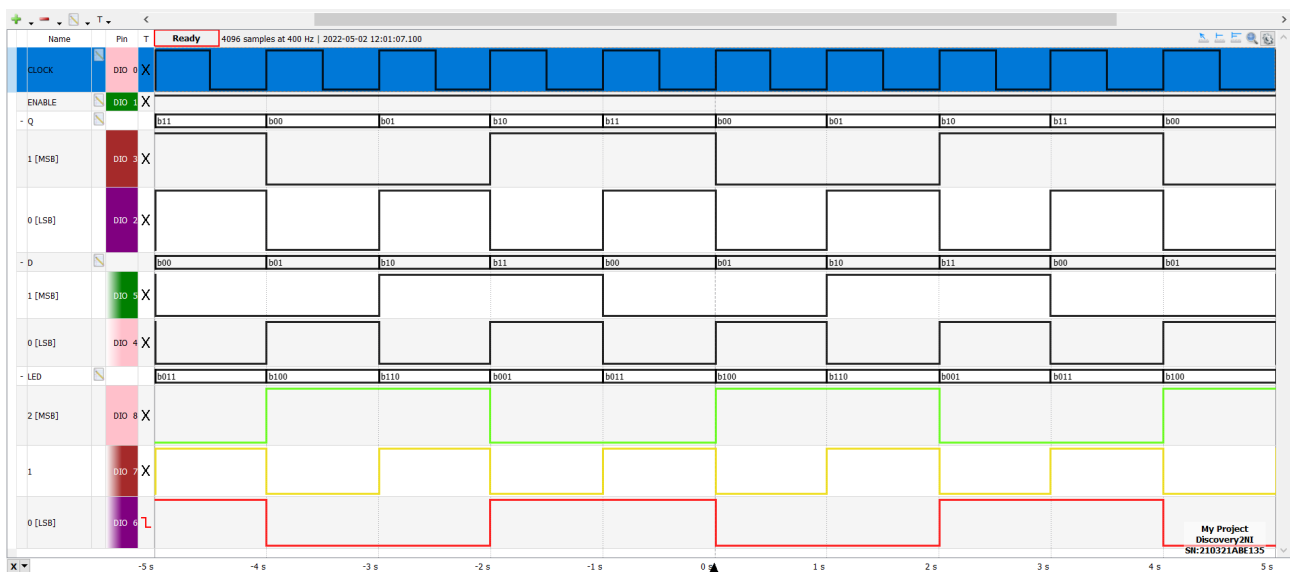 T
Name Pin T Ready 4096 samples at 400 Hz | 2022-05-02 12:01:07.100
CLOCK DIO 0 X
ENABLE DIO 1 X
- Q b11 b00 b01 b10 b11 b00 b01 b10 b11 b00
1 [MSB] DIO 3 X
0 [LSB] DIO 2 X
- D b00 b01 b10 b11 b00 b01 b10 b11 b00 b01
1 [MSB] DIO 5 X
0 [LSB] DIO 4 X
- LED b011 b100 b110 b001 b011 b100 b110 b001 b011 b100
2 [MSB] DIO 8 X
1 DIO 7 X
0 [LSB] DIO 6
My Project
Discovery2NI
SN:210321ABE135
X -5 s -4 s -3 s -2 s -1 s 0 s 1 s 2 s 3 s 4 s 5 s